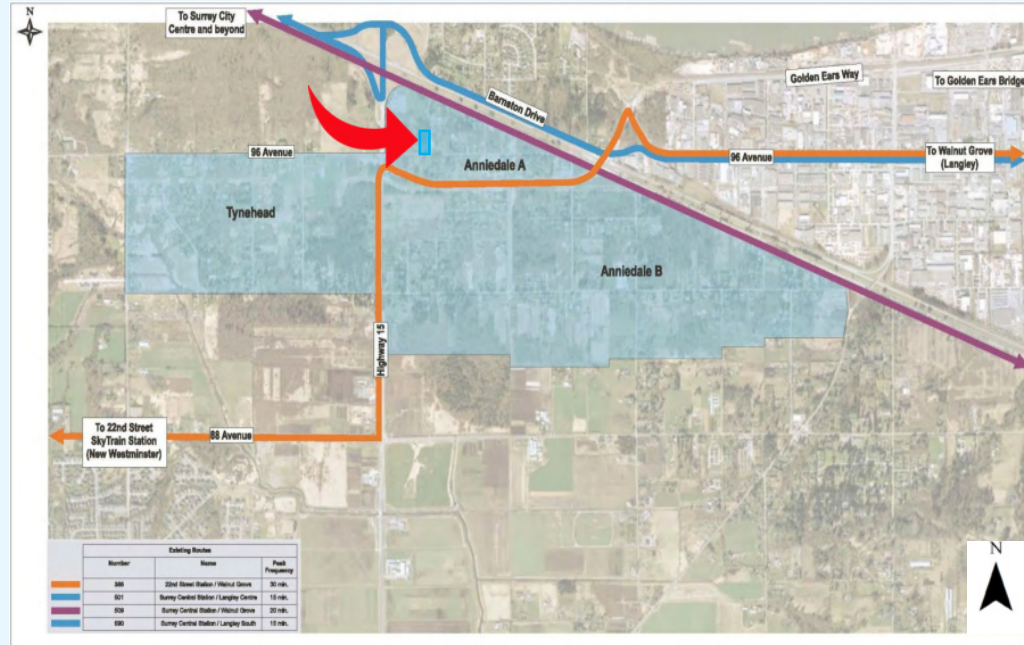 N
To Surrey City
Centre and beyond
Golden Ears Way
To Golden Ears Bridge
Barnston Drive
96 Avenue
Anniedale A
96 Avenue
To Walnut Grove
(Langley)
Tynehead
Anniedale B
Highway 15
To 22nd Street
SkyTrain Station
(New Westminster)
88 Avenue
N
Existing Routes
Number Name Peak Frequency
388 22nd Street Station / Walnut Grove 30 min.
501 Surrey Central Station / Langley Centre 15 min.
509 Surrey Central Station / Walnut Grove 20 min.
590 Surrey Central Station / Langley South 15 min.